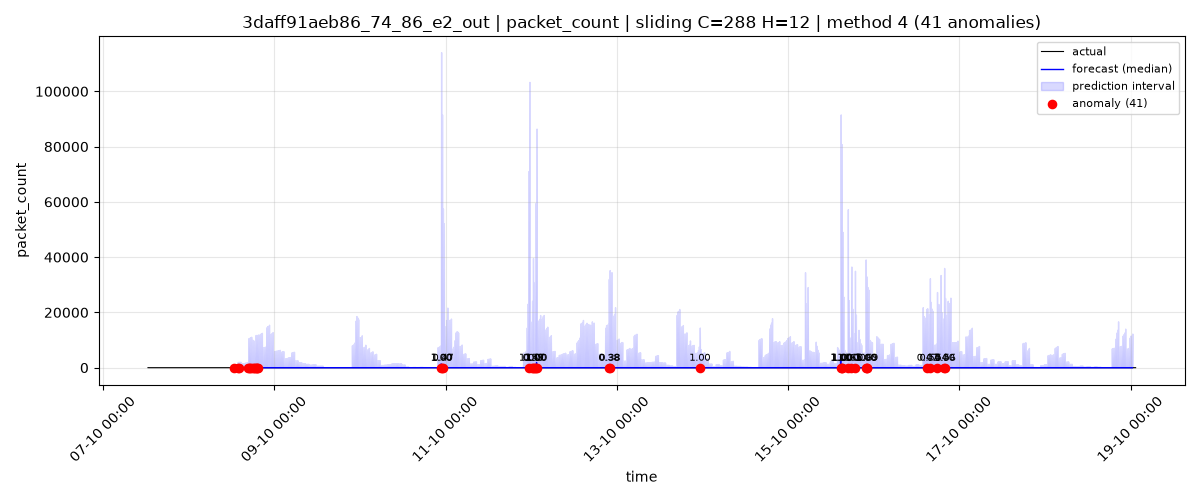 3daff91aeb86_74_86_e2_out | packet_count | sliding C=288 H=12 | method 4 (41 anomalies)
actual
forecast (median)
prediction interval
anomaly (41)
packet_count
100000
80000
60000
40000
20000
0
0.38
1.00
07-10 00:00
09-10 00:00
11-10 00:00
13-10 00:00
15-10 00:00
17-10 00:00
19-10 00:00
time